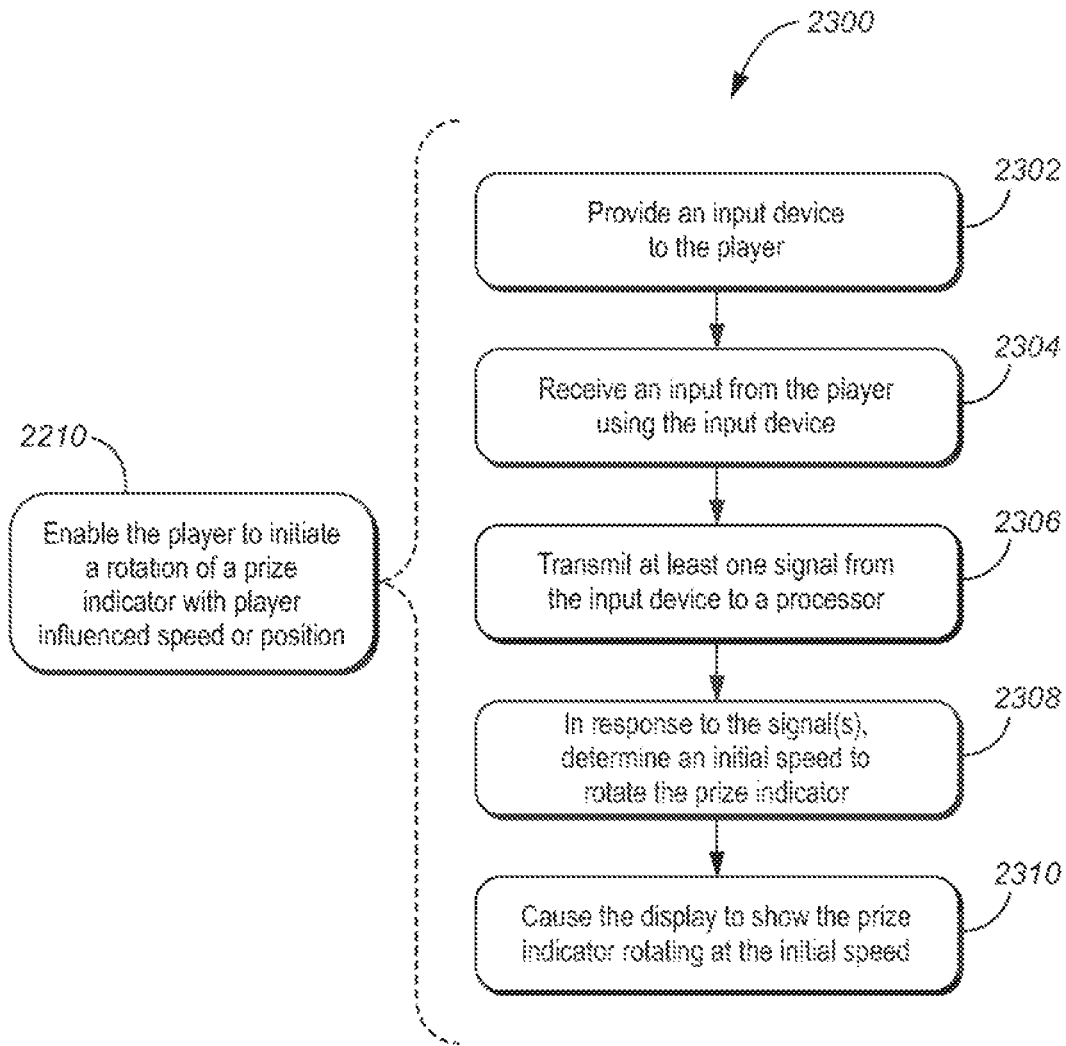 2300
2302
Provide an input device
to the player
2304
Receive an input from the player
using the input device
2210
Enable the player to initiate
a rotation of a prize
indicator with player
influenced speed or position
2306
Transmit at least one signal from
the input device to a processor
2308
In response to the signal(s),
determine an initial speed to
rotate the prize indicator
2310
Cause the display to show the prize
indicator rotating at the initial speed